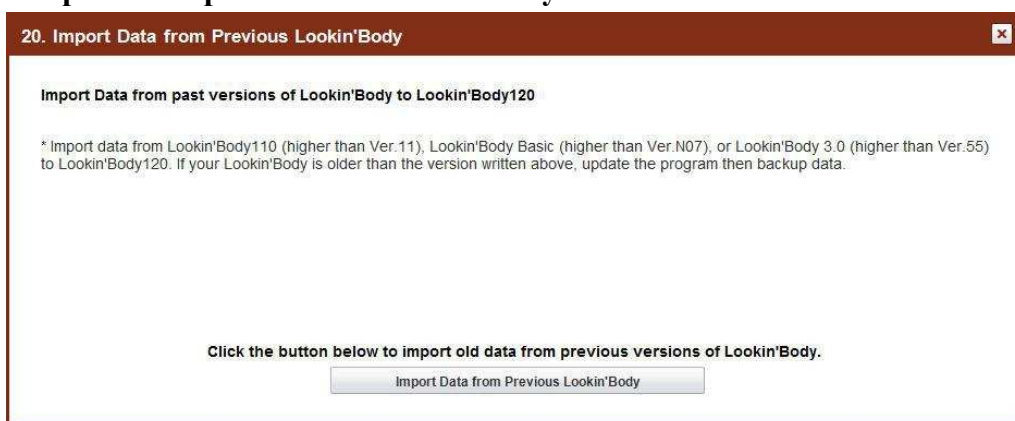 20. Import Data from Previous Lookin'Body
Import Data from past versions of Lookin'Body to Lookin'Body120
* Import data from Lookin'Body110 (higher than Ver.11), Lookin'Body Basic (higher than Ver.N07), or Lookin'Body 3.0 (higher than Ver.55)
to Lookin'Body120. If your Lookin'Body is older than the version written above, update the program then backup data.
Click the button below to import old data from previous versions of Lookin'Body.
Import Data from Previous Lookin'Body